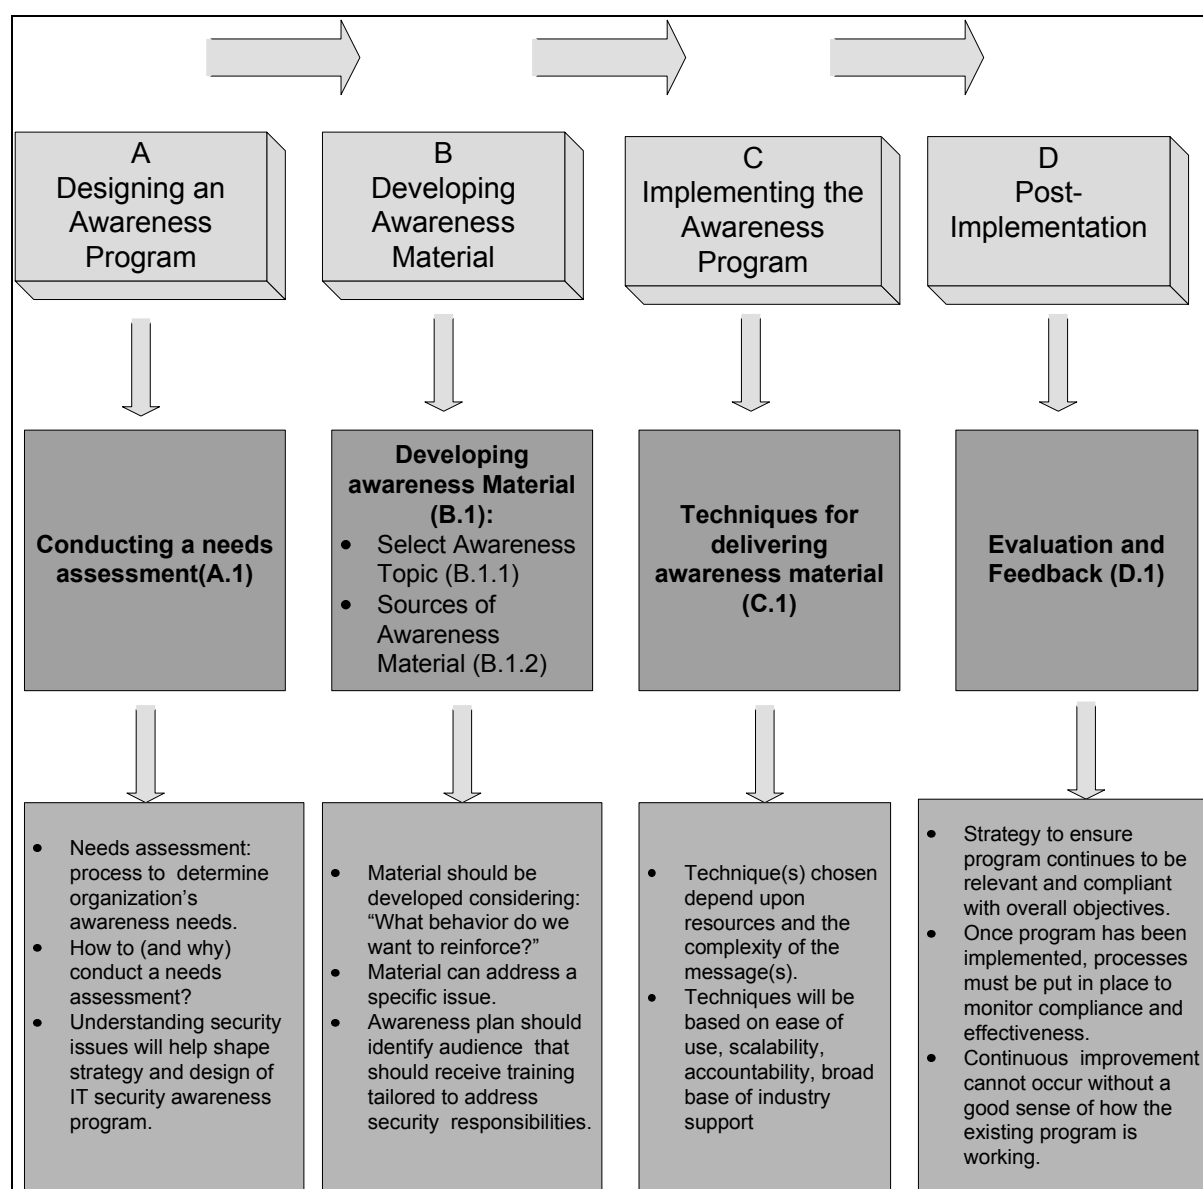 A
Designing an
Awareness
Program
B
Developing
Awareness
Material
C
Implementing the
Awareness
Program
D
Post-
Implementation
Conducting a needs
assessment(A.1)
Developing
awareness Material
(B.1):
• Select Awareness
Topic (B.1.1)
• Sources of
Awareness
Material (B.1.2)
Techniques for
delivering
awareness material
(C.1)
Evaluation and
Feedback (D.1)
• Needs assessment:
process to determine
organization’s
awareness needs.
• How to (and why)
conduct a needs
assessment?
• Understanding security
issues will help shape
strategy and design of
IT security awareness
program.
• Material should be
developed considering:
“What behavior do we
want to reinforce?”
• Material can address a
specific issue.
• Awareness plan should
identify audience that
should receive training
tailored to address
security responsibilities.
• Technique(s) chosen
depend upon
resources and the
complexity of the
message(s).
• Techniques will be
based on ease of
use, scalability,
accountability, broad
base of industry
support
• Strategy to ensure
program continues to be
relevant and compliant
with overall objectives.
• Once program has been
implemented, processes
must be put in place to
monitor compliance and
effectiveness.
• Continuous improvement
cannot occur without a
good sense of how the
existing program is
working.